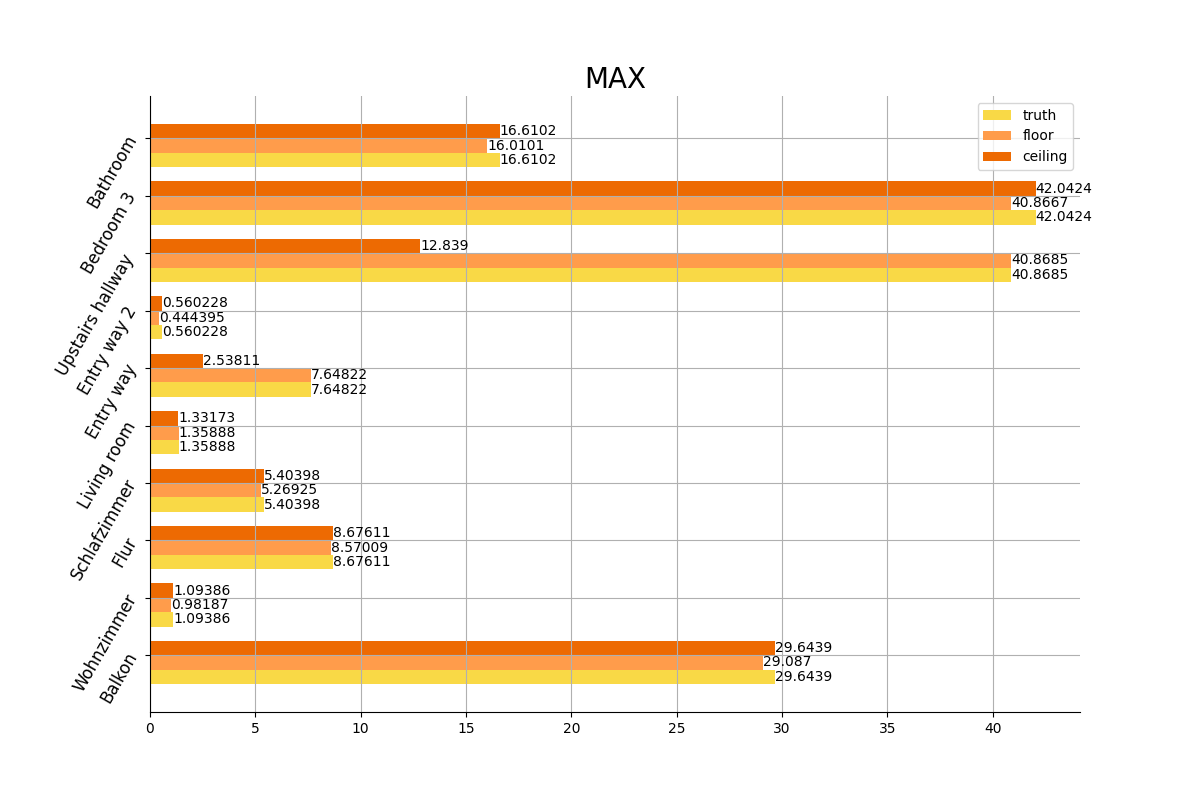 MAX
truth
floor
ceiling
Bathroom
16.6102
16.0101
16.6102
Bedroom 3
42.0424
40.8667
42.0424
Upstairs hallway
12.839
40.8685
40.8685
Entry way 2
0.560228
0.444395
0.560228
Entry way
2.53811
7.64822
7.64822
Living room
1.33173
1.35888
1.35888
Schlafzimmer
5.40398
5.26925
5.40398
Flur
8.67611
8.57009
8.67611
Wohnzimmer
1.09386
0.98187
1.09386
Balkon
29.6439
29.087
29.6439
0 5 10 15 20 25 30 35 40